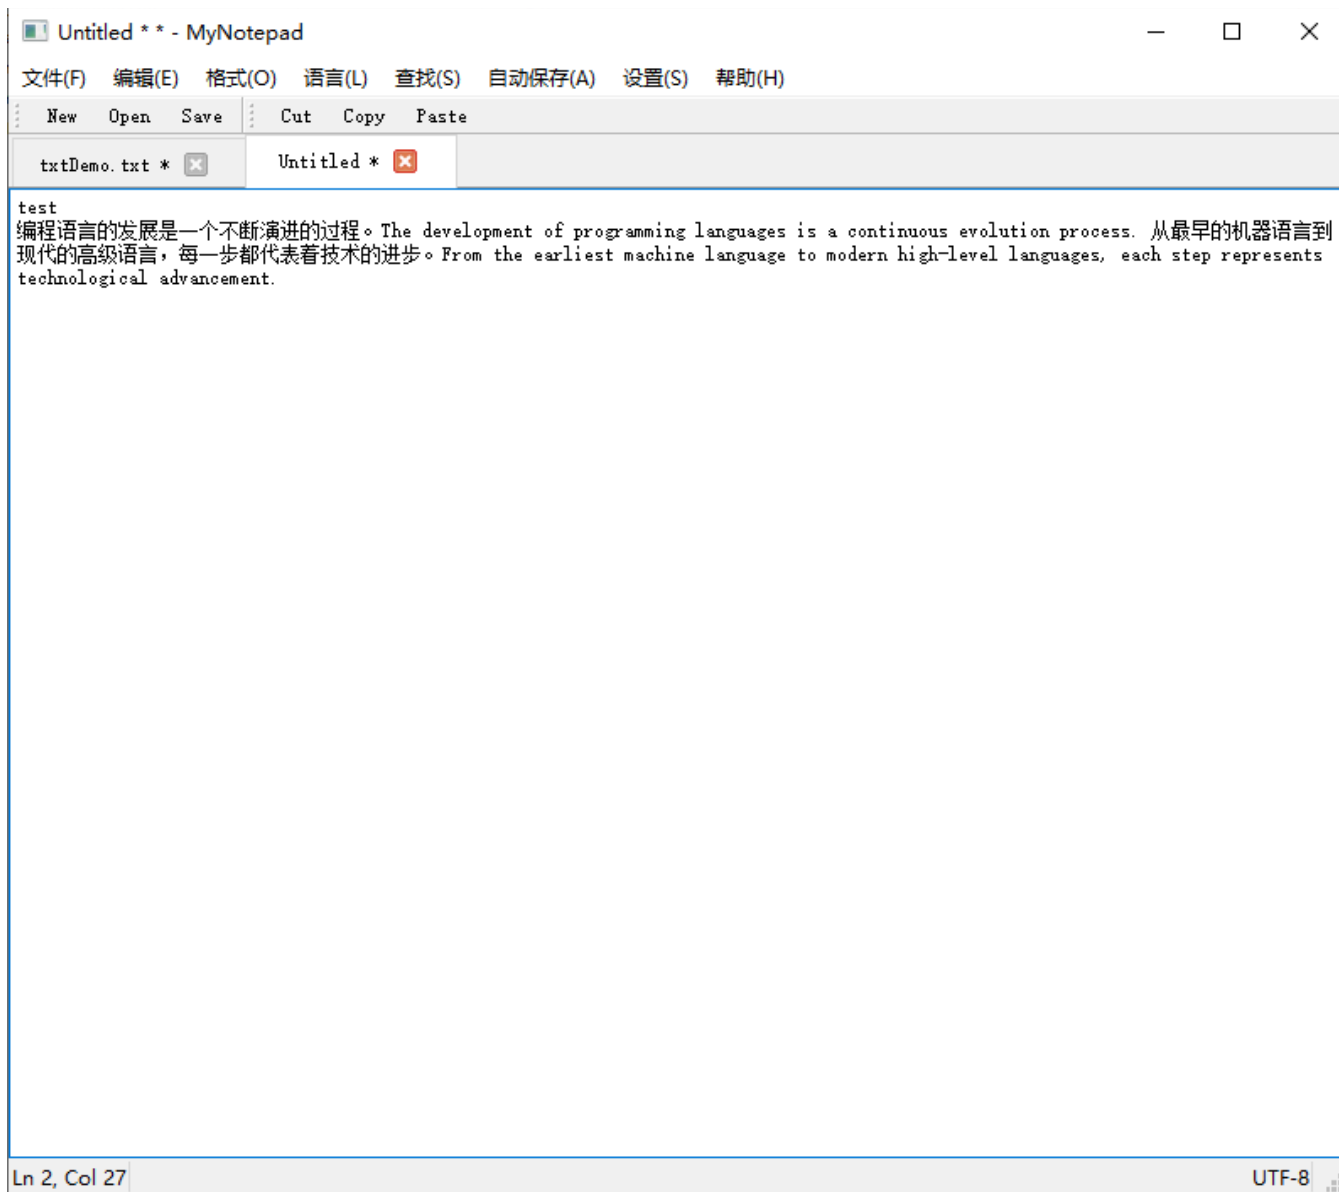 Untitled * * - MyNotepad
文件(F) 编辑(E) 格式(O) 语言(L) 查找(S) 自动保存(A) 设置(S) 帮助(H)
New Open Save Cut Copy Paste
txtDemo.txt * Untitled *
test
编程语言的发展是一个不断演进的过程。The development of programming languages is a continuous evolution process. 从最早的机器语言到
现代的高级语言，每一步都代表着技术的进步。From the earliest machine language to modern high-level languages, each step represents
technological advancement.
Ln 2, Col 27 UTF-8